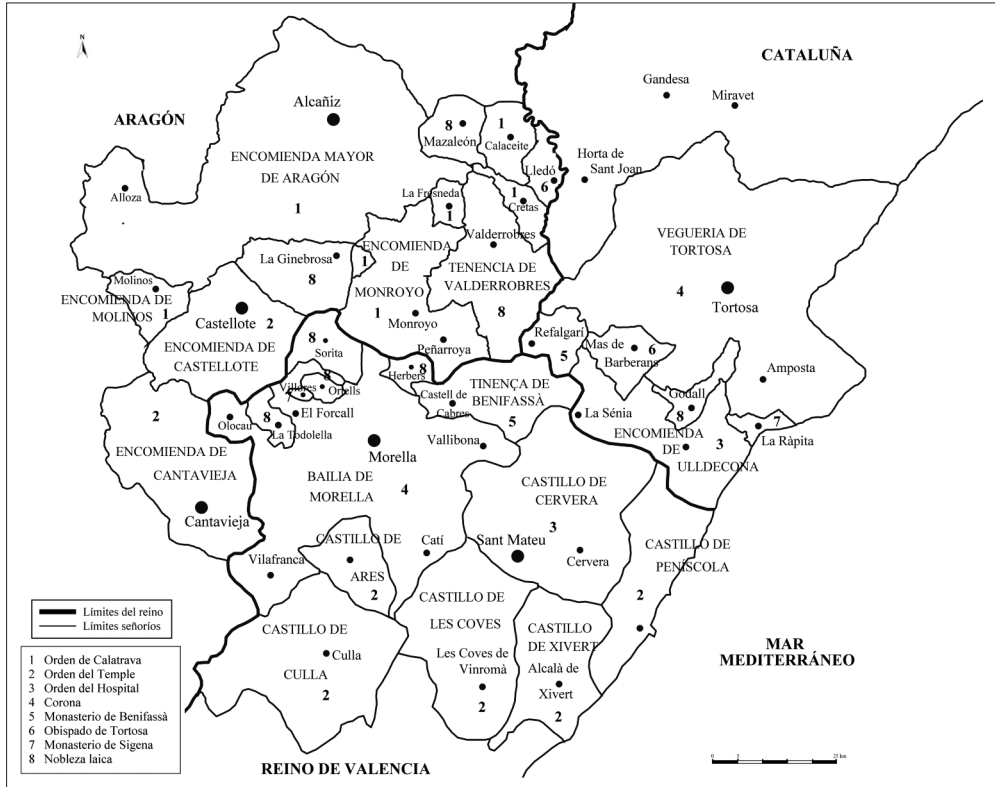 N
CATALUÑA
Gandesa
Miravet
Alcañiz
ARAGÓN
8
Mazaleón
1
Calaceite
ENCOMIENDA MAYOR
DE ARAGÓN
1
Alloza
Lledó
6
Horta de
Sant Joan
La Fresneda
1
1
Cretas
VEGUERIA DE
TORTOSA
4
Tortosa
Valderrobres
ENCOMIENDA
DE
MONROYO
1
Monroyo
Peñarroya
TENENCIA DE
VALDERROBRES
8
La Ginebrosa
8
1
Molinos
ENCOMIENDA DE
MOLINOS
1
Castellote
2
ENCOMIENDA DE
CASTELLOTE
8
Sorita
Refalgarí
5
Mas de
Barberans
6
Amposta
Herbers
8
8
Villores
Ortells
7
TINENÇA DE
BENIFASSÀ
5
Castell de
Cabres
Godall
8
La Sénia
7
La Ràpita
ENCOMIENDA
DE
3
ULLDECONA
2
ENCOMIENDA DE
CANTAVIEJA
Cantavieja
Olocau
8
La Todolella
El Forcall
Morella
Vallibona
BAILIA DE
MORELLA
4
CASTILLO DE
CERVERA
3
Sant Mateu
Cervera
CASTILLO DE
PENÍSCOLA
2
CASTILLO DE
ARES
2
Catí
Vilafranca
CASTILLO DE
CULLA
Culla
2
CASTILLO DE
LES COVES
Les Coves de
Vinromà
2
CASTILLO
DE XIVERT
Alcalà de
Xivert
2
MAR
MEDITERRÁNEO
REINO DE VALENCIA
Límites del reino
Límites señoríos
1 Orden de Calatrava
2 Orden del Temple
3 Orden del Hospital
4 Corona
5 Monasterio de Benifassà
6 Obispado de Tortosa
7 Monasterio de Sigena
8 Nobleza laica
0 5 25 km